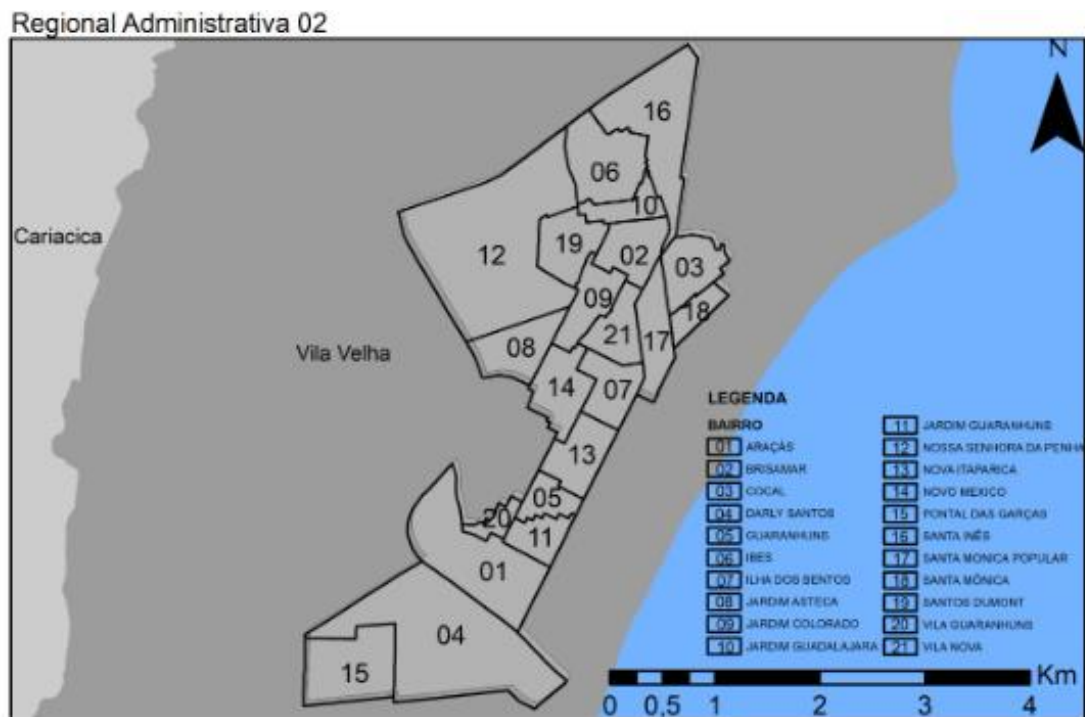 Regional Administrativa 02
N
16
06
10
Cariacica
12
19
02
03
09
18
21
17
Vila Velha
08
14
07
13
05
20
11
01
04
15
LEGENDA
BAIRRO
01 ARAÇÁS
02 BRISAMAR
03 COCAL
04 DARLY SANTOS
05 GUARANHUNS
06 IBES
07 ILHA DOS BENTOS
08 JARDIM ASTECA
09 JARDIM COLORADO
10 JARDIM GUADALAJARA
11 JARDIM GUARANHUNS
12 NOSSA SENHORA DA PENHA
13 NOVA ITAPARICA
14 NOVO MEXICO
15 PONTAL DAS GARÇAS
16 SANTA INÊS
17 SANTA MONICA POPULAR
18 SANTA MÔNICA
19 SANTOS DUMONT
20 VILA GUARANHUNS
21 VILA NOVA
Km
0 0,5 1 2 3 4